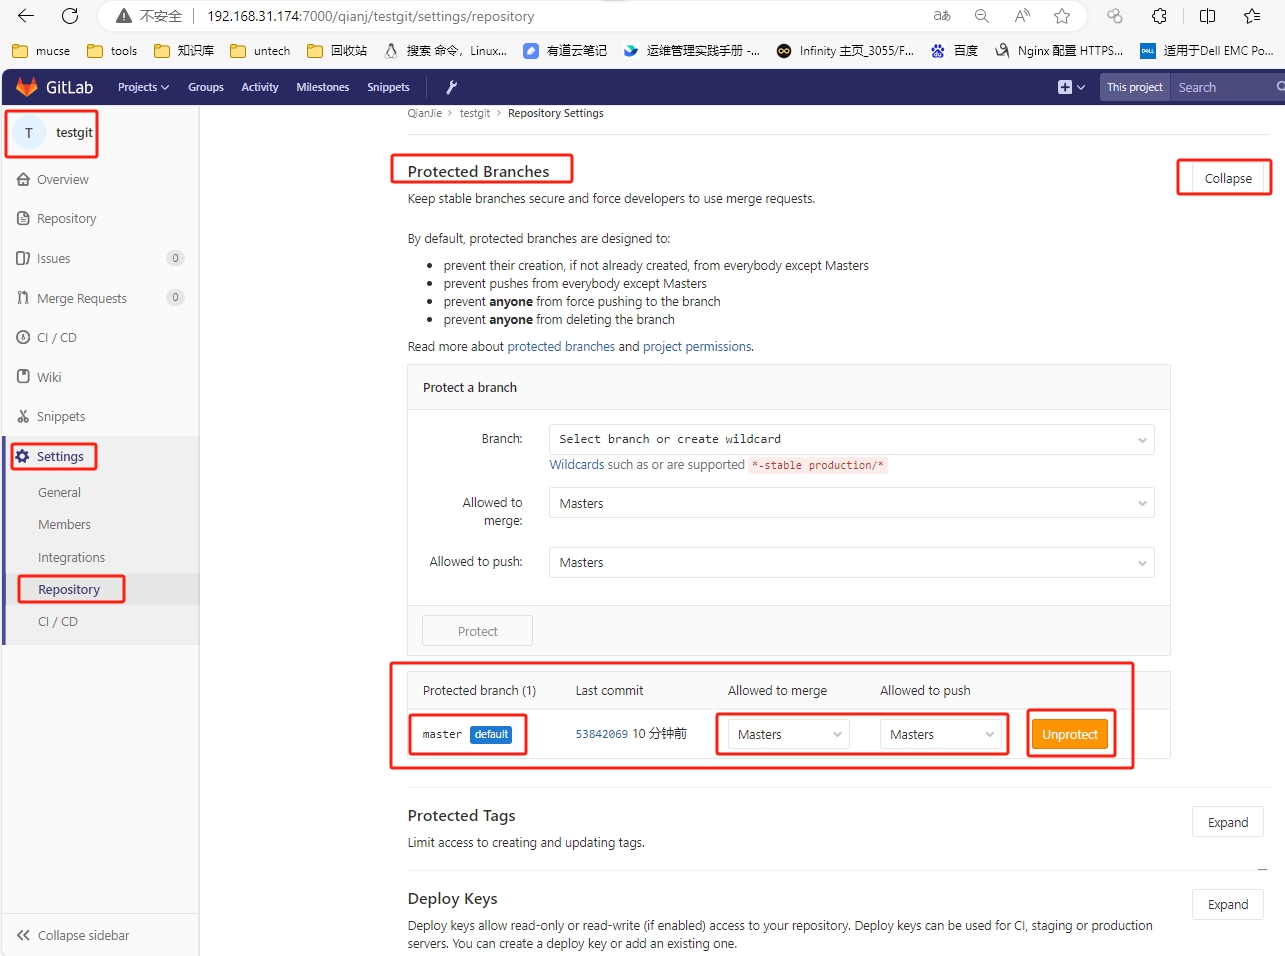 不安全 192.168.31.174:7000/qianj/testgit/settings/repository
mucse tools 知识库 untech 回收站 搜索 命令，Linux... 有道云笔记 运维管理实践手册 -... Infinity 主页_3055/F... 百度 Nginx 配置 HTTPS... 适用于Dell EMC Po...
GitLab Projects Groups Activity Milestones Snippets This project Search
T testgit
Overview
Repository
Issues 0
Merge Requests 0
CI / CD
Wiki
Snippets
Settings
General
Members
Integrations
Repository
CI / CD
Collapse sidebar
QianJie > testgit > Repository Settings
Protected Branches
Collapse
Keep stable branches secure and force developers to use merge requests.
By default, protected branches are designed to:
• prevent their creation, if not already created, from everybody except Masters
• prevent pushes from everybody except Masters
• prevent anyone from force pushing to the branch
• prevent anyone from deleting the branch
Read more about protected branches and project permissions.
Protect a branch
Branch: Select branch or create wildcard
Wildcards such as or are supported *-stable production/*
Allowed to
merge:
Masters
Allowed to push: Masters
Protect
Protected branch (1) Last commit Allowed to merge Allowed to push
master default 53842069 10 分钟前 Masters Masters Unprotect
Protected Tags
Expand
Limit access to creating and updating tags.
Deploy Keys
Expand
Deploy keys allow read-only or read-write (if enabled) access to your repository. Deploy keys can be used for CI, staging or production
servers. You can create a deploy key or add an existing one.